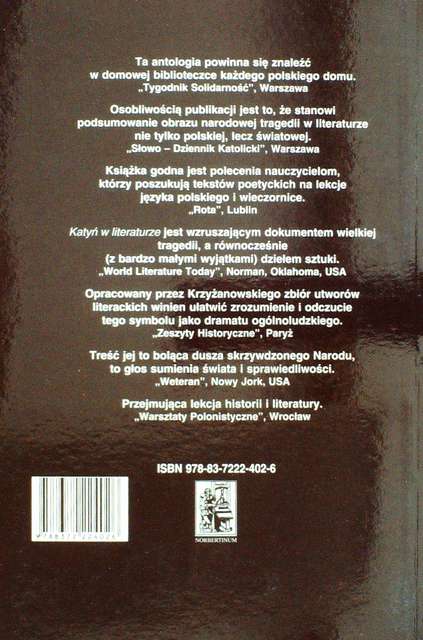 Ta antologia powinna się znaleźć
w domowej biblioteczce każdego polskiego domu.
„Tygodnik Solidarność”, Warszawa
Osobliwością publikacji jest to, że stanowi
podsumowanie obrazu narodowej tragedii w literaturze
nie tylko polskiej, lecz światowej.
„Słowo – Dziennik Katolicki”, Warszawa
Książka godna jest polecenia nauczycielom,
którzy poszukują tekstów poetyckich na lekcje
języka polskiego i wieczornice.
„Rota”, Lublin
Katyń w literaturze jest wzruszającym dokumentem wielkiej
tragedii, a równocześnie
(z bardzo małymi wyjątkami) dziełem sztuki.
„World Literature Today”, Norman, Oklahoma, USA
Opracowany przez Krzyżanowskiego zbiór utworów
literackich winien ułatwić zrozumienie i odczucie
tego symbolu jako dramatu ogólnoludzkiego.
„Zeszyty Historyczne”, Paryż
Treść jej to boląca dusza skrzywdzonego Narodu,
to głos sumienia świata i sprawiedliwości.
„Weteran”, Nowy Jork, USA
Przejmująca lekcja historii i literatury.
„Warsztaty Polonistyczne”, Wrocław
ISBN 978-83-7222-402-6
NORBERTINUM
9788372224026